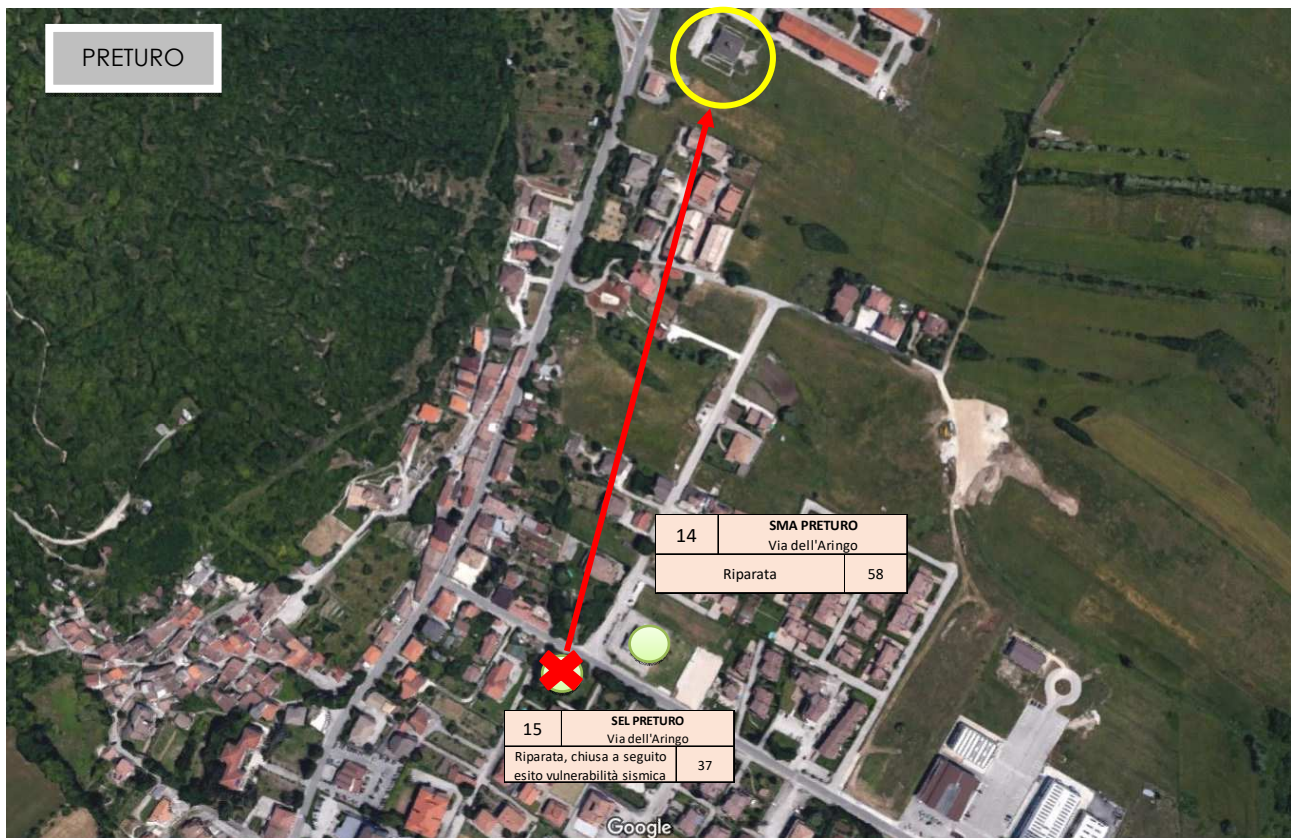 PRETURO
14
SMA PRETURO
Via dell'Aringo
Riparata
58
15
SEL PRETURO
Via dell'Aringo
Riparata, chiusa a seguito
esito vulnerabilità sismica
37
Google